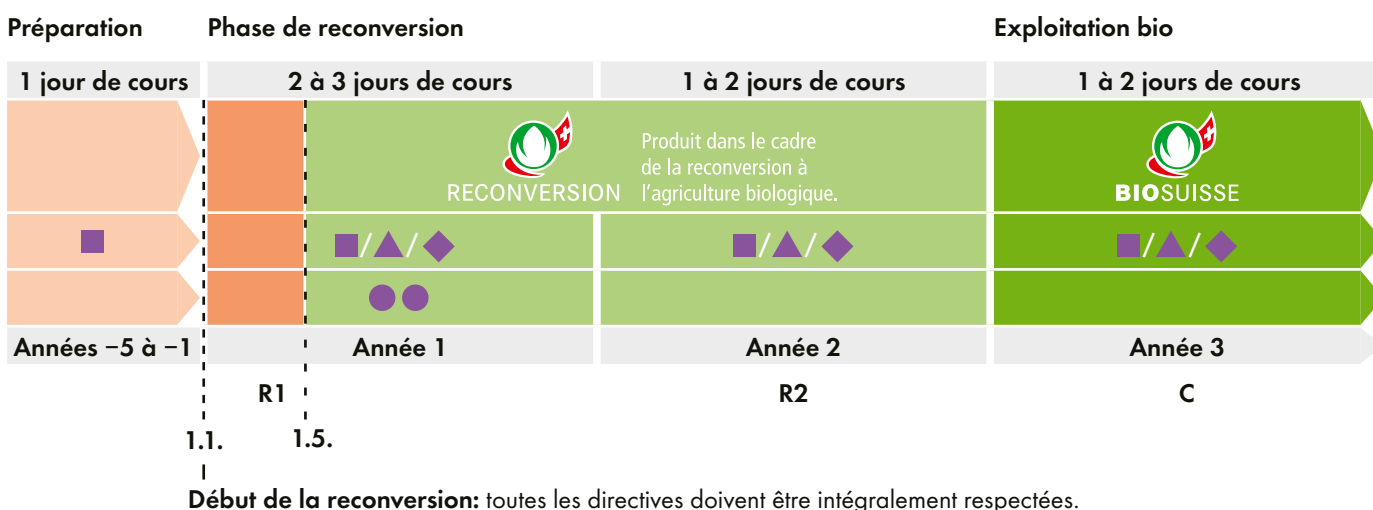 Préparation Phase de reconversion Exploitation bio
1 jour de cours 2 à 3 jours de cours 1 à 2 jours de cours 1 à 2 jours de cours
RECONVERSION
Produit dans le cadre
de la reconversion à
l'agriculture biologique.
BIOSUISSE
Années −5 à −1 Année 1 Année 2 Année 3
R1 R2 C
1.1. 1.5.
Début de la reconversion: toutes les directives doivent être intégralement respectées.